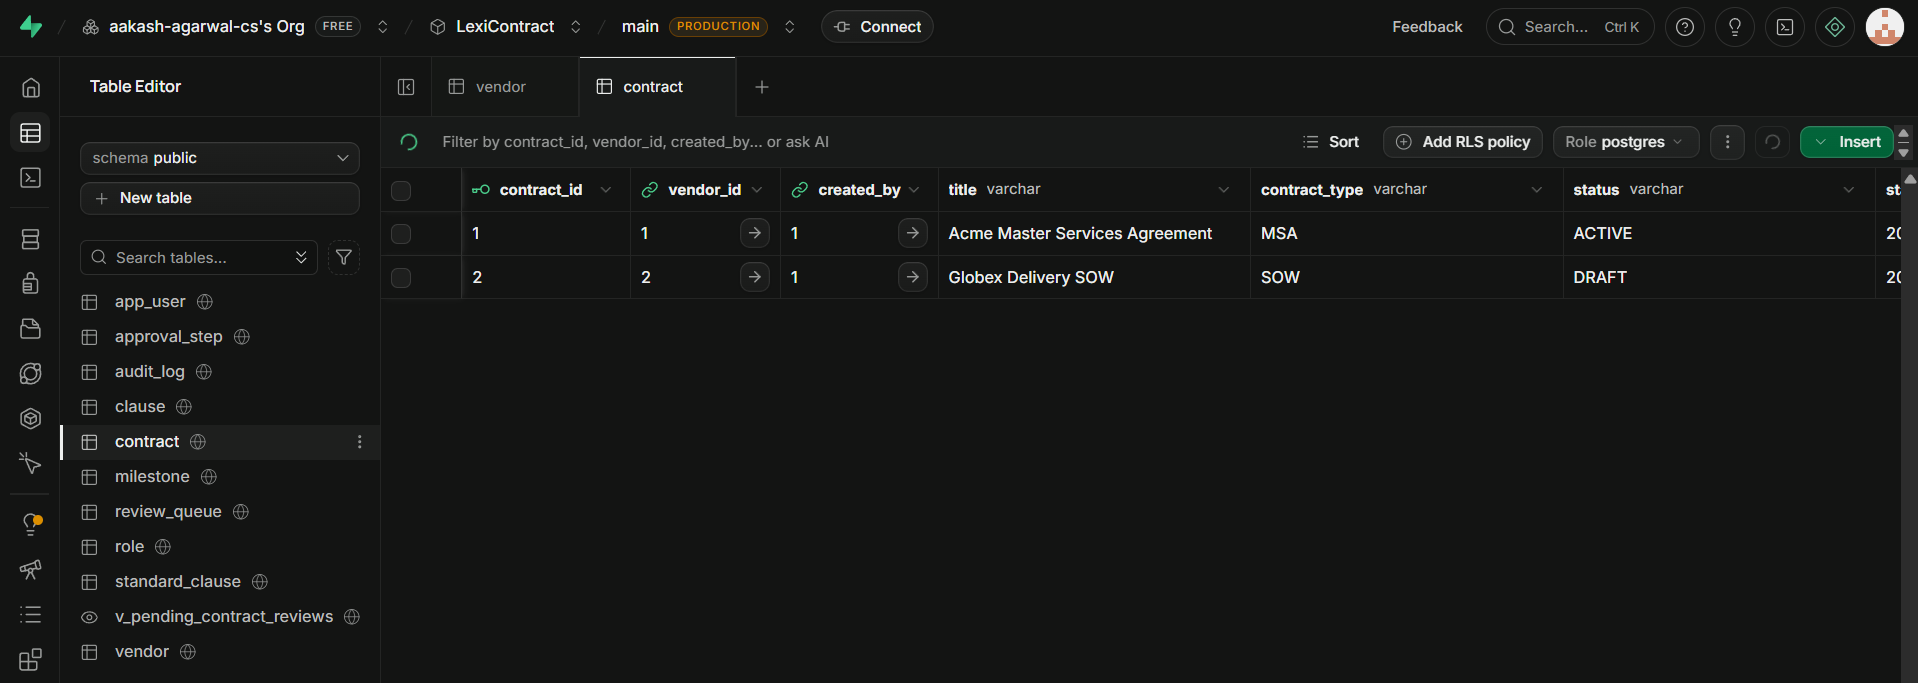 aakash-agarwal-cs's Org FREE LexiContract main PRODUCTION Connect Feedback Search... Ctrl K
Table Editor
vendor contract
schema public
New table
Search tables...
app_user
approval_step
audit_log
clause
contract
milestone
review_queue
role
standard_clause
v_pending_contract_reviews
vendor
Filter by contract_id, vendor_id, created_by... or ask AI Sort Add RLS policy Role postgres Insert
contract_id vendor_id created_by title varchar contract_type varchar status varchar
1 1 1 Acme Master Services Agreement MSA ACTIVE 20
2 2 1 Globex Delivery SOW SOW DRAFT 20